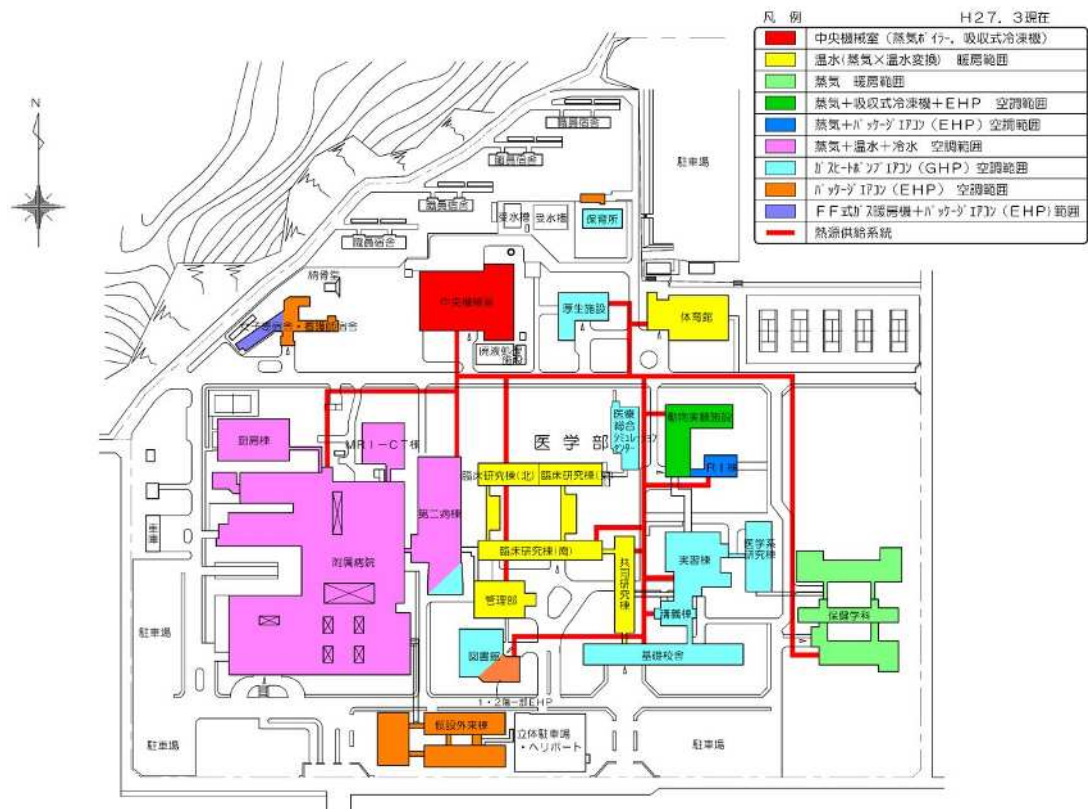 凡 例
H27．3現在
中央機械室（蒸気ﾎﾞｲﾗｰ，吸収式冷凍機）
温水(蒸気×温水変換） 暖房範囲
蒸気 暖房範囲
蒸気＋吸収式冷凍機＋EHP 空調範囲
蒸気＋ﾊﾟｯｹｰｼﾞｴｱｺﾝ（EHP）空調範囲
蒸気＋温水＋冷水 空調範囲
ｶﾞｽﾋｰﾄﾎﾟﾝﾌﾟｴｱｺﾝ（GHP）空調範囲
ﾊﾟｯｹｰｼﾞｴｱｺﾝ（EHP） 空調範囲
FF式ｶﾞｽ暖房機＋ﾊﾟｯｹｰｼﾞｴｱｺﾝ（EHP)範囲
熱源供給系統
N
職員宿舎
職員宿舎
職員宿舎
職員宿舎
駐車場
受水槽
受水槽
保育所
納骨堂
中央機械室
厚生施設
体育館
廃液処理
施設
厨房棟
MRI－CT棟
医学部
医療
総合
ｼﾐｭﾚｰｼｮﾝ
ｾﾝﾀｰ
動物実験施設
RI棟
臨床研究棟(北)
第二病棟
車庫
附属病院
臨床研究棟(南)
共同研究棟
実習棟
医学系
研究棟
管理部
講義棟
保健学科
駐車場
図書館
基礎校舎
1・2階一部EHP
仮設外来棟
立体駐車場
・ヘリポート
駐車場
駐車場